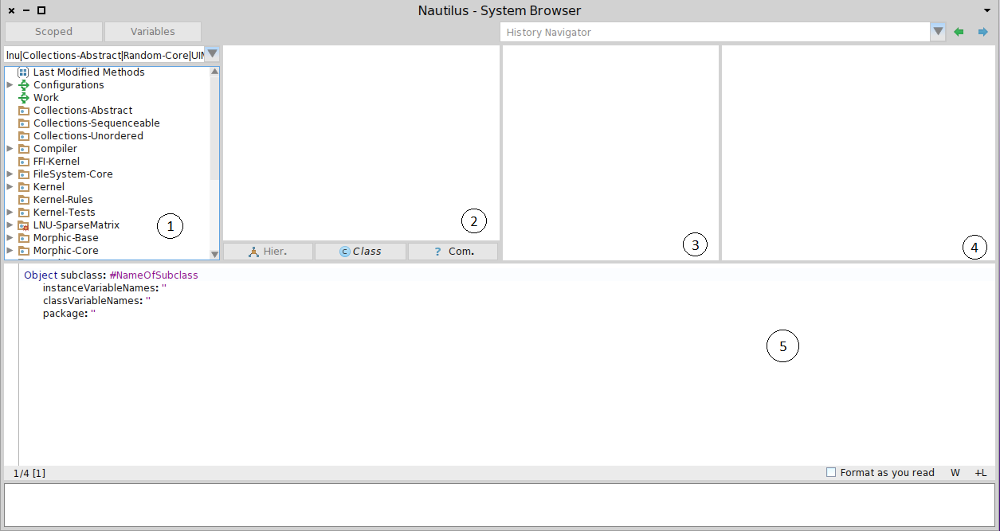 Nautilus - System Browser
Scoped
Variables
History Navigator
lnu|Collections-Abstract|Random-Core|UIM
Last Modified Methods
Configurations
Work
Collections-Abstract
Collections-Sequenceable
Collections-Unordered
Compiler
FFI-Kernel
FileSystem-Core
Kernel
Kernel-Rules
Kernel-Tests
LNU-SparseMatrix
Morphic-Base
Morphic-Core
1
2
3
4
Hier.
C Class
? Com.
Object subclass: #NameOfSubclass
instanceVariableNames: ''
classVariableNames: ''
package: ''
5
1/4 [1]
Format as you read
W
+L